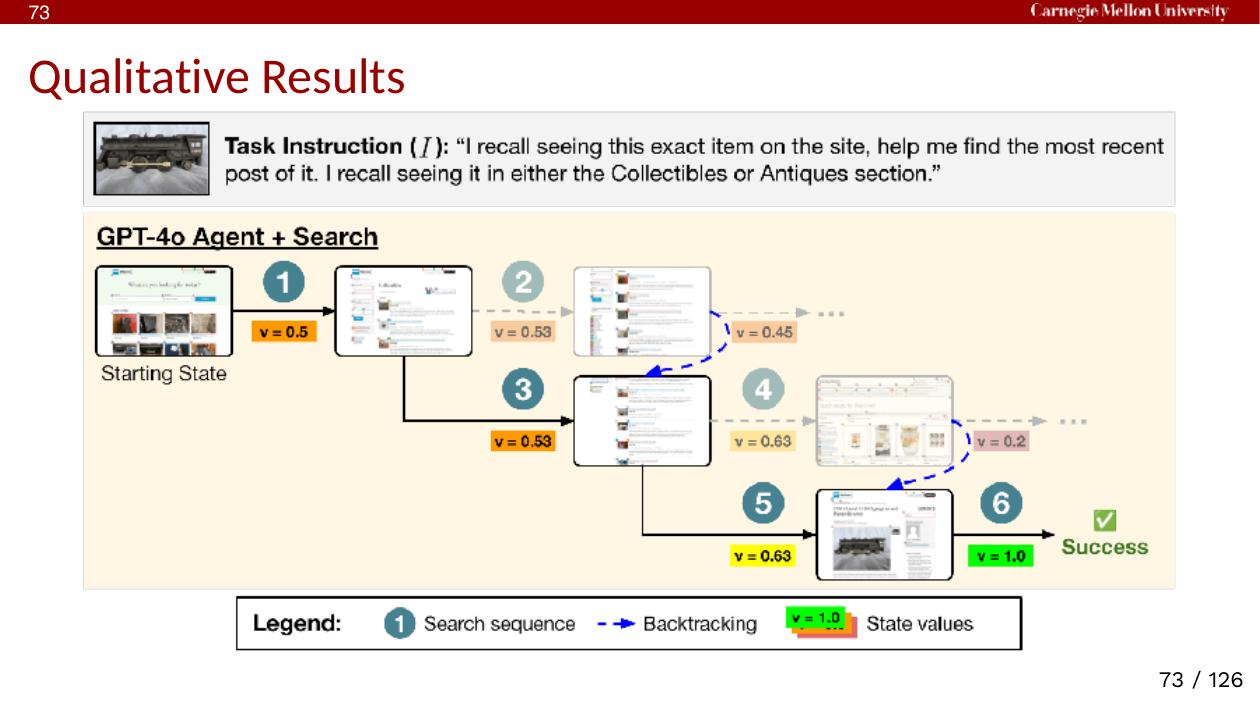 73
Carnegie Mellon University
Qualitative Results
Task Instruction (I): “I recall seeing this exact item on the site, help me find the most recent
post of it. I recall seeing it in either the Collectibles or Antiques section.”
GPT-4o Agent + Search
1
2
v = 0.5
v = 0.53
v = 0.45
...
Starting State
3
4
v = 0.53
v = 0.63
v = 0.2
...
5
6
v = 0.63
v = 1.0
✅
Success
Legend:
1
Search sequence
Backtracking
v = 1.0
State values
73 / 126